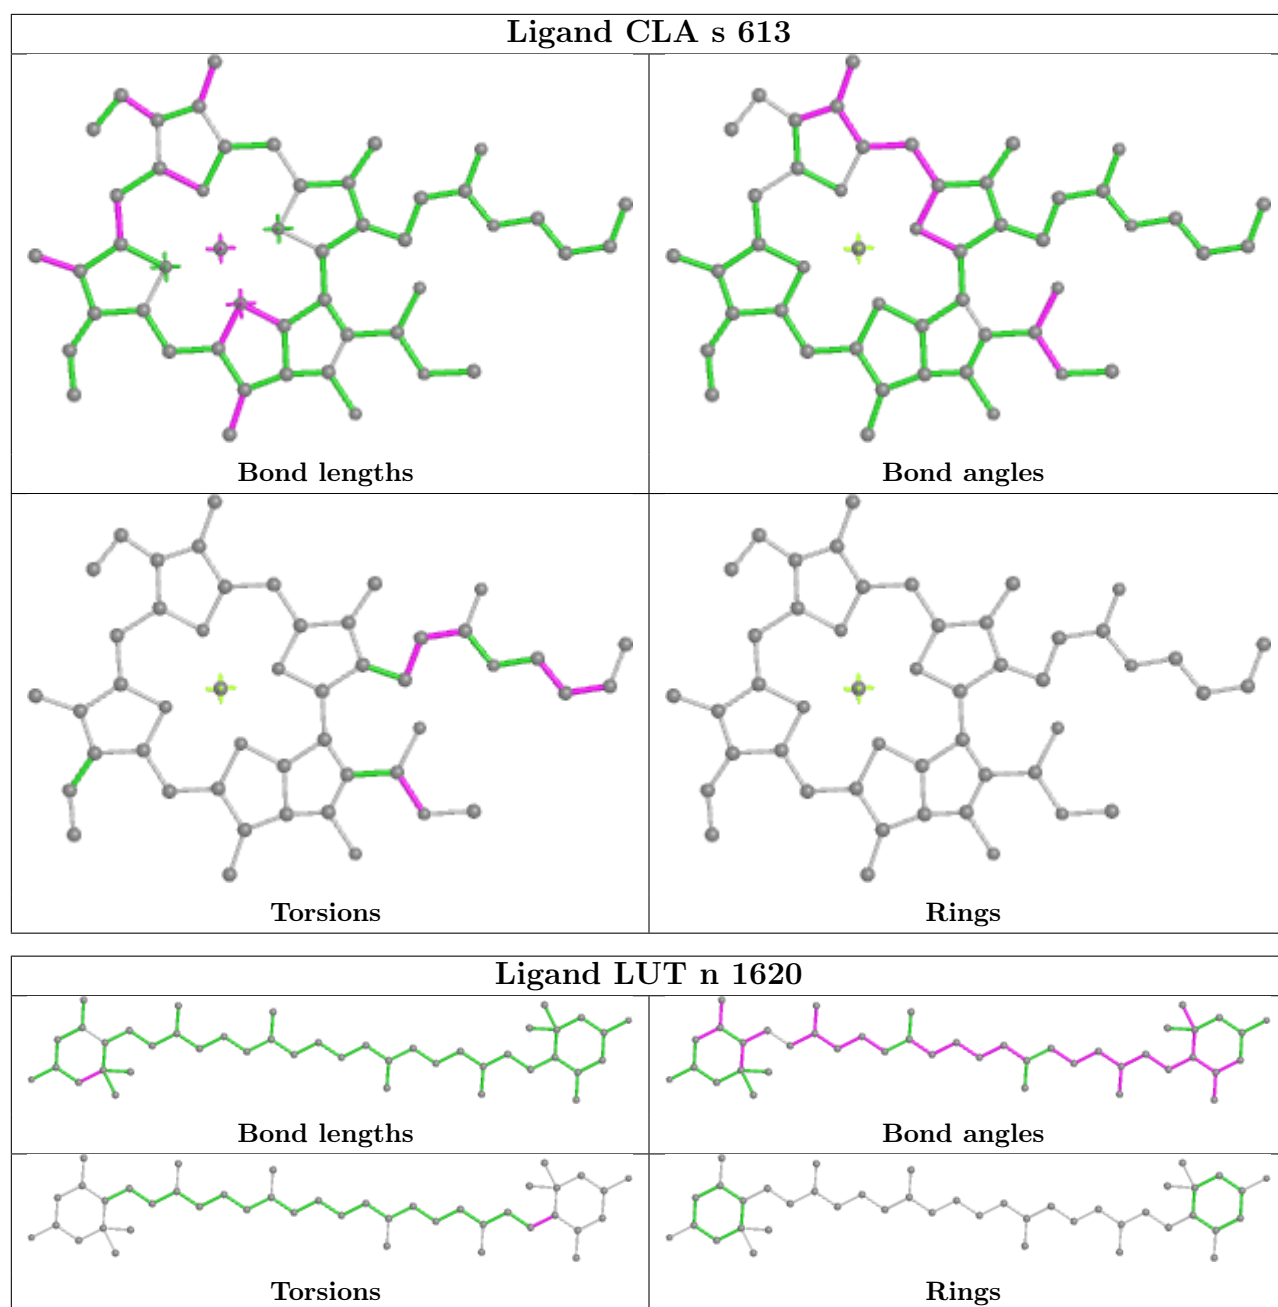 Ligand CLA s 613
Bond lengths
Bond angles
Torsions
Rings
Ligand LUT n 1620
Bond lengths
Bond angles
Torsions
Rings